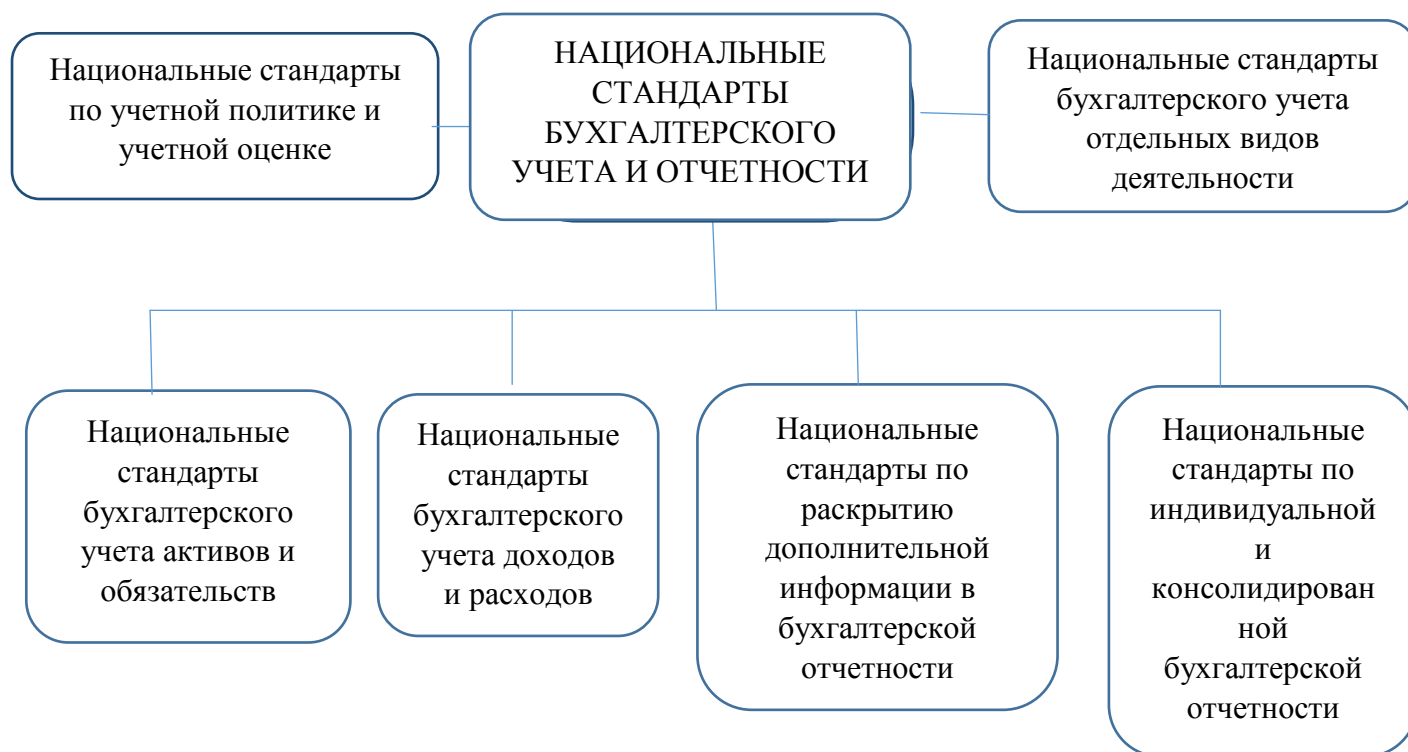 Национальные стандарты
по учетной политике и
учетной оценке
НАЦИОНАЛЬНЫЕ
СТАНДАРТЫ
БУХГАЛТЕРСКОГО
УЧЕТА И ОТЧЕТНОСТИ
Национальные стандарты
бухгалтерского учета
отдельных видов
деятельности
Национальные
стандарты
бухгалтерского
учета активов и
обязательств
Национальные
стандарты
бухгалтерского
учета доходов
и расходов
Национальные
стандарты по
раскрытию
дополнительной
информации в
бухгалтерской
отчетности
Национальные
стандарты по
индивидуальной
и
консолидирован
ной
бухгалтерской
отчетности